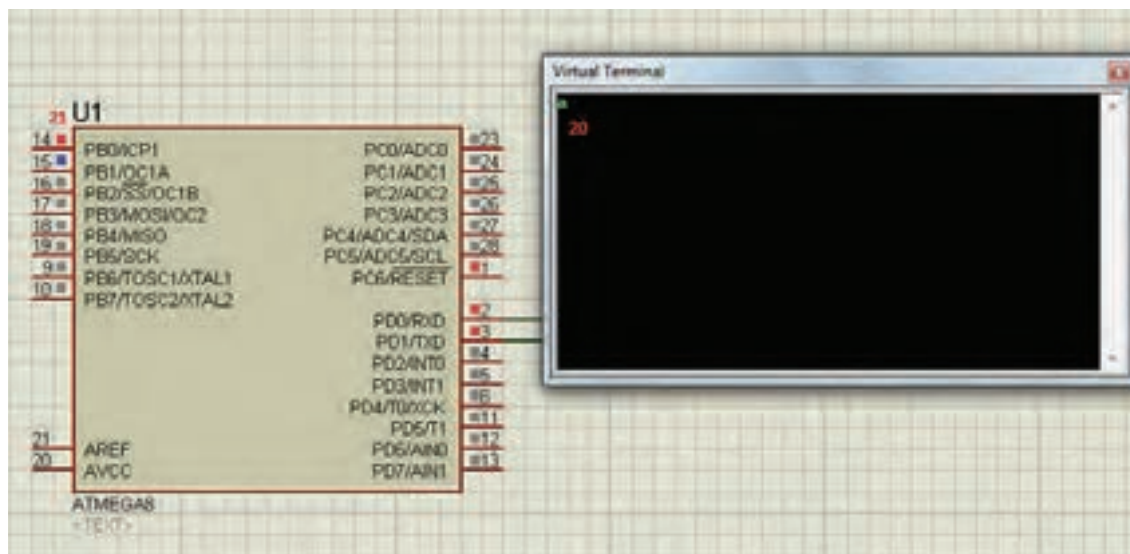 Virtual Terminal
a
20
21 U1
14 PB0/ICP1
15 PB1/OC1A
16 PB2/SS/OC1B
17 PB3/MOSI/OC2
18 PB4/MISO
19 PB5/SCK
9 PB6/TOSC1/XTAL1
10 PB7/TOSC2/XTAL2
21 AREF
20 AVCC
PC0/ADC0 23
PC1/ADC1 24
PC2/ADC2 25
PC3/ADC3 26
PC4/ADC4/SDA 27
PC5/ADC5/SCL 28
PC6/RESET 1
PD0/RXD 2
PD1/TXD 3
PD2/INT0 4
PD3/INT1 5
PD4/T0/XCK 6
PD5/T1 11
PD6/AIN0 12
PD7/AIN1 13
ATMEGA8
<TEXT>